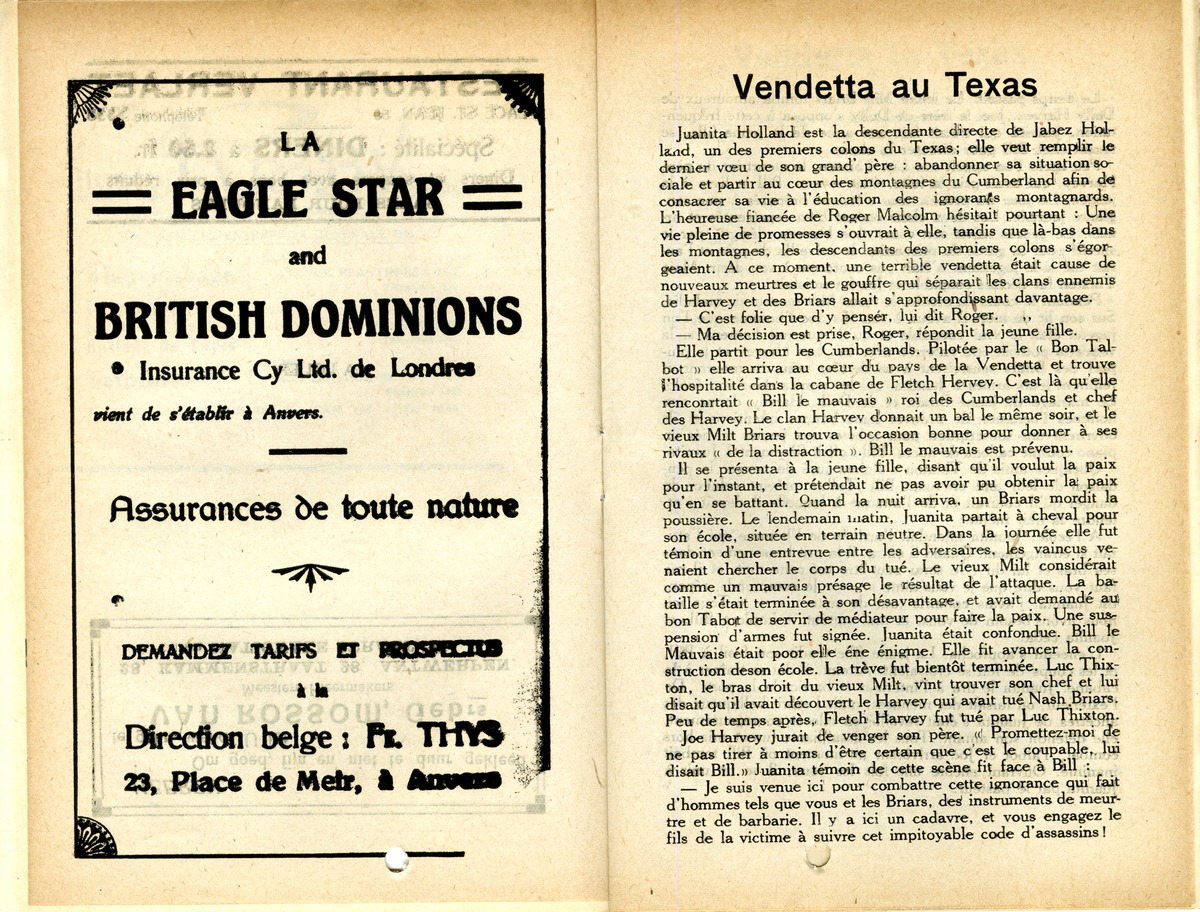 LA
EAGLE STAR
and
BRITISH DOMINIONS
Insurance Cy Ltd. de Londres
vient de s'établir à Anvers.
Assurances de toute nature
DEMANDEZ TARIFS ET PROSPECTUS
à la
Direction belge : Fr. THYS
23, Place de Meir, à Anvers
Vendetta au Texas
Juanita Holland est la descendante directe de Jabez Hol-
land, un des premiers colons du Texas; elle veut remplir le
dernier vœu de son grand' père : abandonner sa situation so-
ciale et partir au cœur des montagnes du Cumberland afin de
consacrer sa vie à l'éducation des ignorants montagnards.
L'heureuse fiancée de Roger Malcolm hésitait pourtant : Une
vie pleine de promesses s'ouvrait à elle, tandis que là-bas dans
les montagnes, les descendants des premiers colons s'égor-
geaient. A ce moment, une terrible vendetta était cause de
nouveaux meurtres et le gouffre qui séparait les clans ennemis
de Harvey et des Briars allait s'approfondissant davantage.
— C'est folie que d'y penser, lui dit Roger.
— Ma décision est prise, Roger, répondit la jeune fille.
Elle partit pour les Cumberlands. Pilotée par le « Bon Tal-
bot » elle arriva au cœur du pays de la Vendetta et trouve
l'hospitalité dans la cabane de Fletch Hervey. C'est là qu'elle
rencontrait « Bill le mauvais » roi des Cumberlands et chef
des Harvey. Le clan Harvey donnait un bal le même soir, et le
vieux Milt Briars trouva l'occasion bonne pour donner à ses
rivaux « de la distraction ». Bill le mauvais est prévenu.
Il se présenta à la jeune fille, disant qu'il voulut la paix
pour l'instant, et prétendait ne pas avoir pu obtenir la paix
qu'en se battant. Quand la nuit arriva, un Briars mordit la
poussière. Le lendemain matin, Juanita partait à cheval pour
son école, située en terrain neutre. Dans la journée elle fut
témoin d'une entrevue entre les adversaires, les vaincus ve-
naient chercher le corps du tué. Le vieux Milt considérait
comme un mauvais présage le résultat de l'attaque. La ba-
taille s'était terminée à son désavantage, et avait demandé au
bon Tabot de servir de médiateur pour faire la paix. Une sus-
pension d'armes fut signée. Juanita était confondue. Bill le
Mauvais était poor elle éne énigme. Elle fit avancer la con-
struction deson école. La trève fut bientôt terminée. Luc Thix-
ton, le bras droit du vieux Milt, vint trouver son chef et lui
disait qu'il avait découvert le Harvey qui avait tué Nash Briars.
Peu de temps après, Fletch Harvey fut tué par Luc Thixton.
Joe Harvey jurait de venger son père. « Promettez-moi de
ne pas tirer à moins d'être certain que c'est le coupable, lui
disait Bill.» Juanita témoin de cette scène fit face à Bill :
— Je suis venue ici pour combattre cette ignorance qui fait
d'hommes tels que vous et les Briars, des instruments de meur-
tre et de barbarie. Il y a ici un cadavre, et vous engagez le
fils de la victime à suivre cet impitoyable code d'assassins !